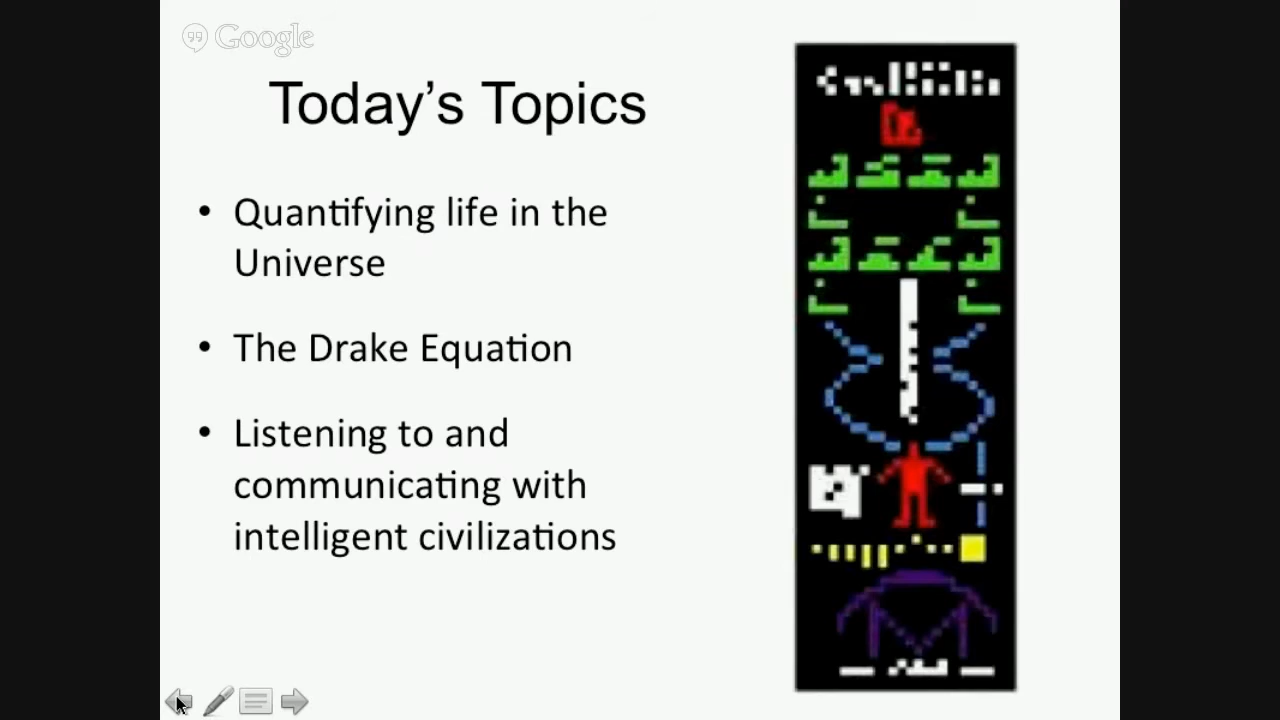 Google
Today’s Topics
• Quantifying life in the
Universe
• The Drake Equation
• Listening to and
communicating with
intelligent civilizations